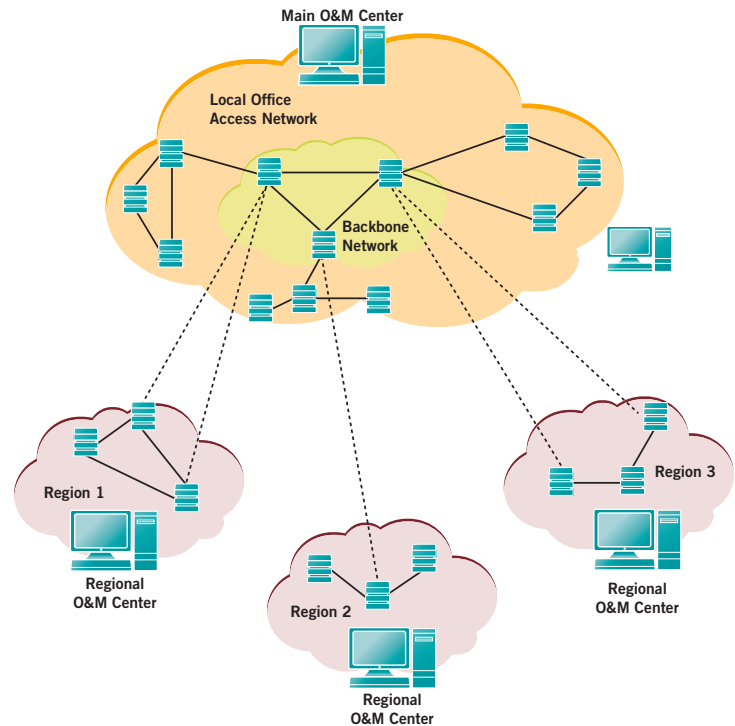 Main O&M Center
Local Office
Access Network
Backbone
Network
Region 1
Regional
O&M Center
Region 2
Regional
O&M Center
Region 3
Regional
O&M Center